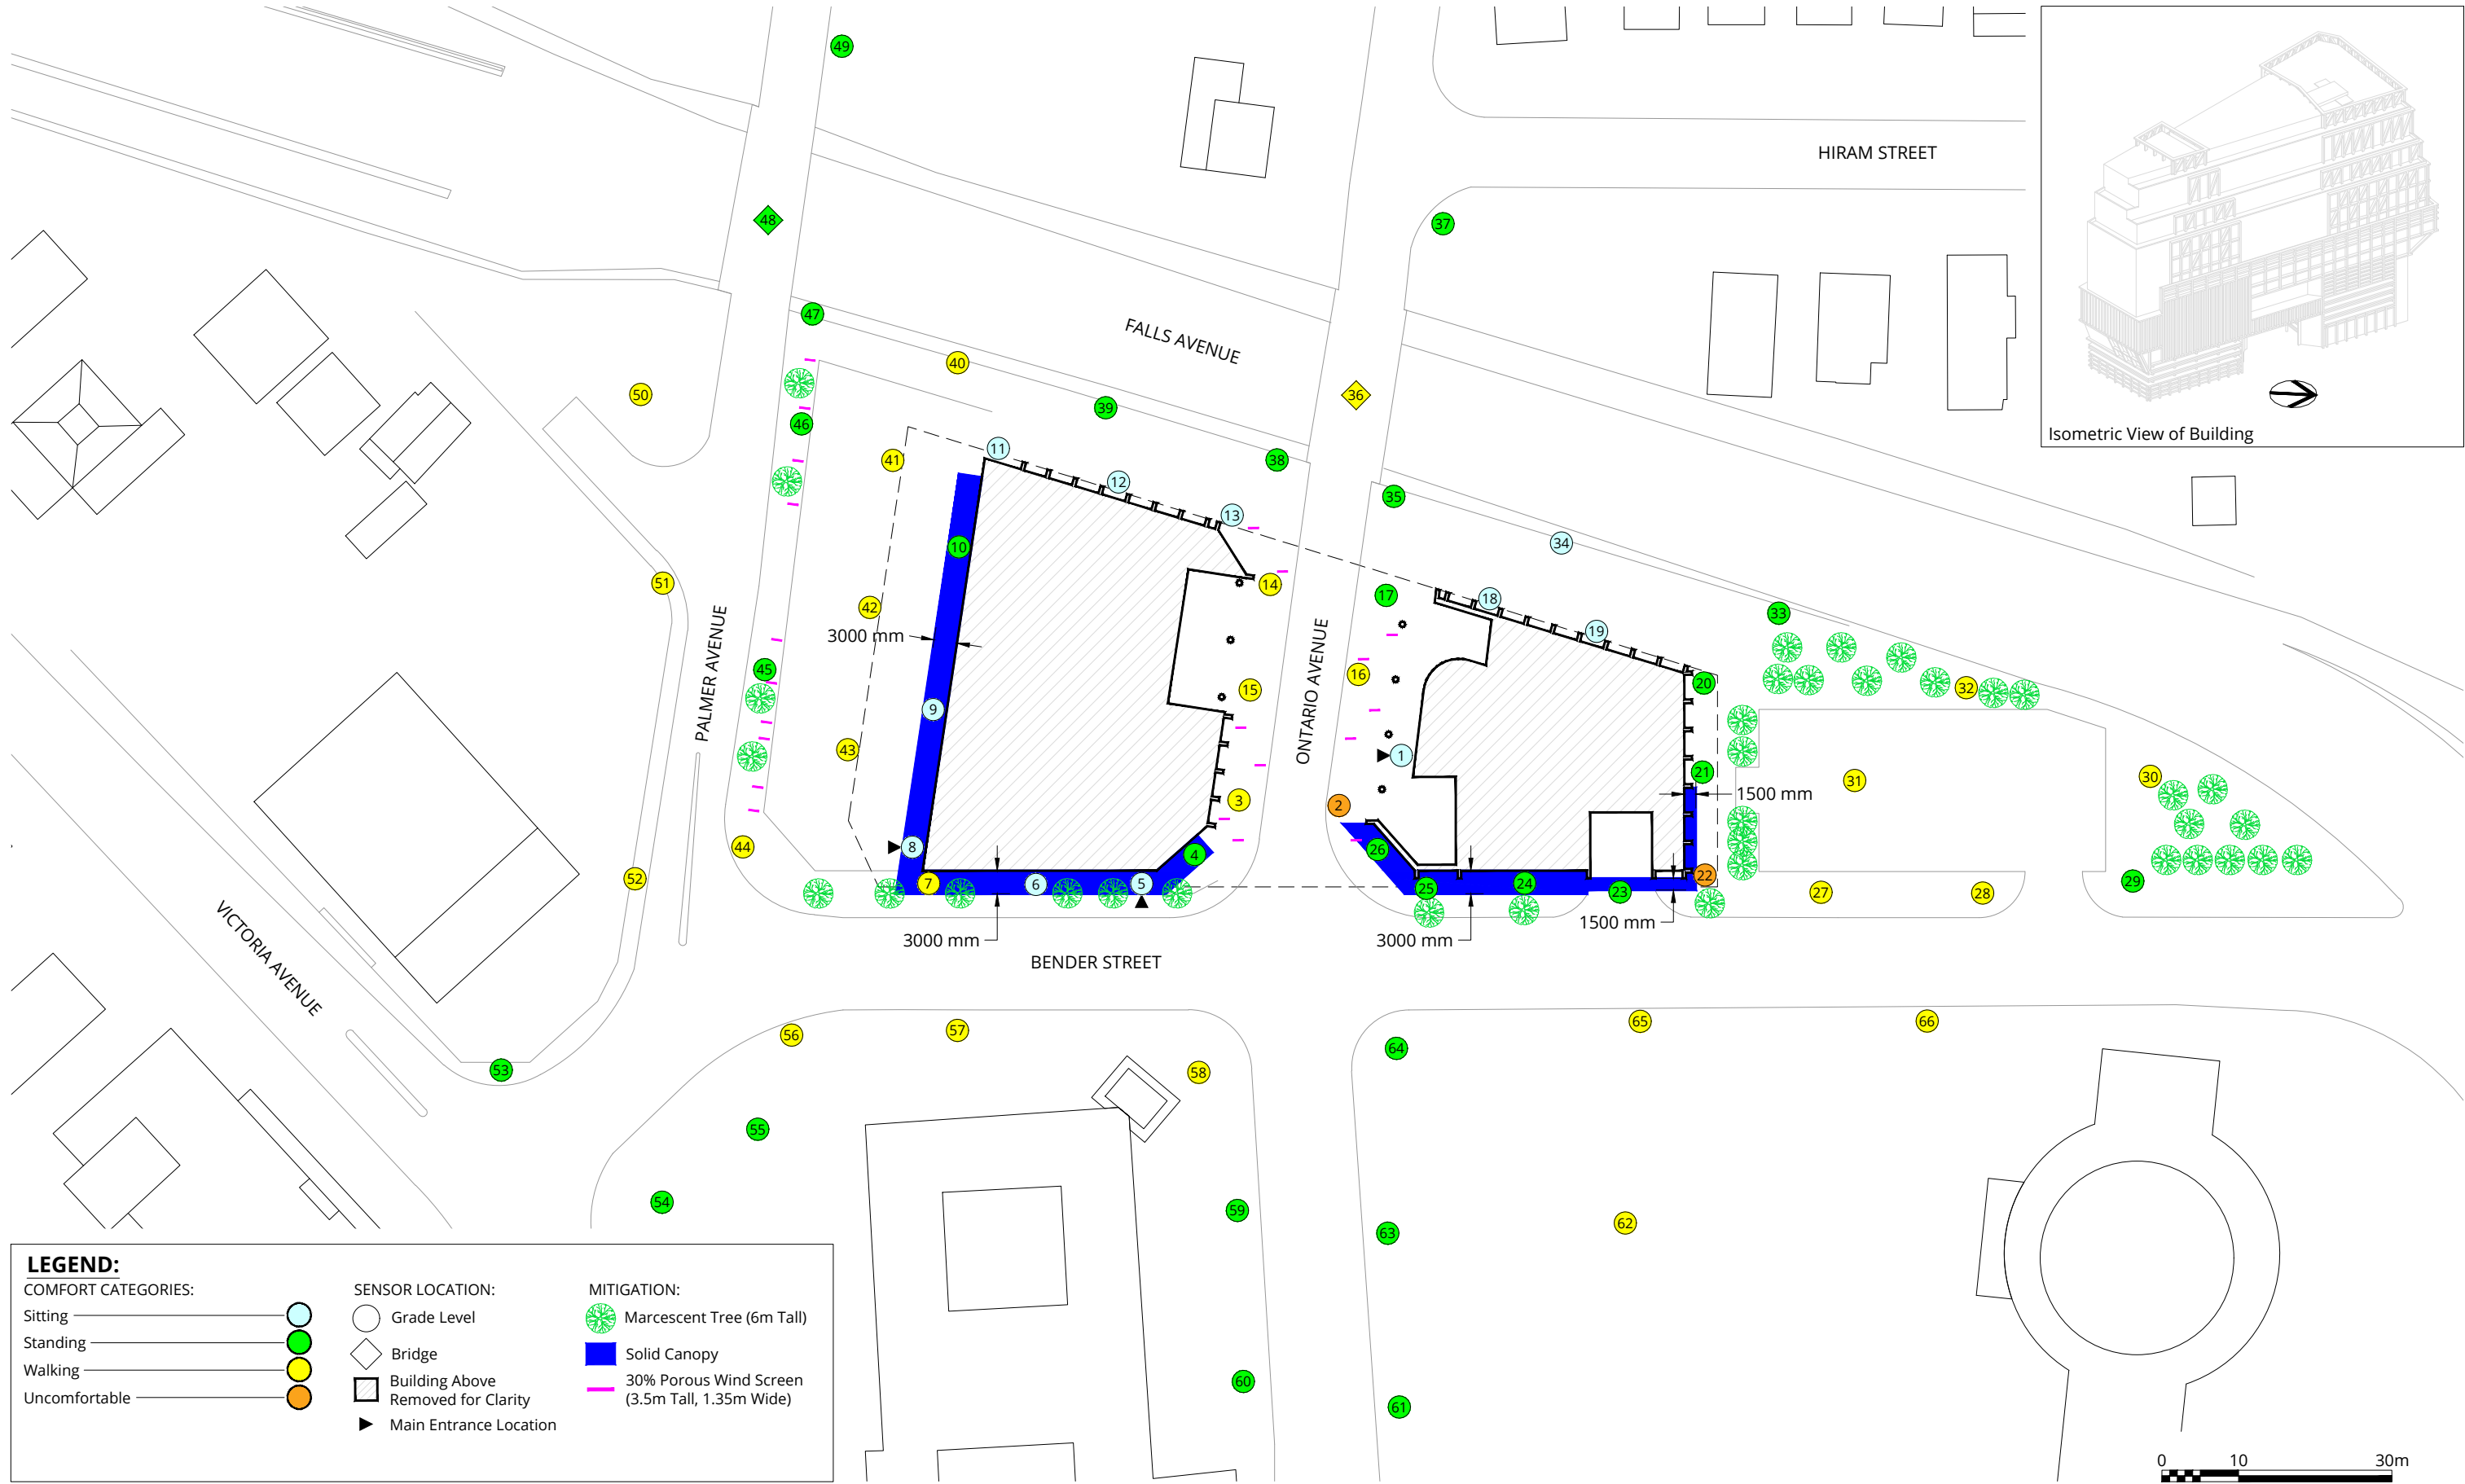 49
HIRAM STREET
48
37
47
FALLS AVENUE
40
50
36
39
46
Isometric View of Building
11
41
38
12
35
13
34
10
51
14
17
18
42
33
3000 mm
19
PALMER AVENUE
ONTARIO AVENUE
45
16
20
32
15
9
43
1
21
30
31
1500 mm
3
2
8
44
26
4
52
7
6
5
25
24
23
22
27
28
29
VICTORIA AVENUE
3000 mm
3000 mm
1500 mm
BENDER STREET
56
57
65
66
64
53
58
55
54
59
62
63
60
61
LEGEND:
COMFORT CATEGORIES:
Sitting
Standing
Walking
Uncomfortable
SENSOR LOCATION:
Grade Level
Bridge
Building Above
Removed for Clarity
Main Entrance Location
MITIGATION:
Marcescent Tree (6m Tall)
Solid Canopy
30% Porous Wind Screen
(3.5m Tall, 1.35m Wide)
0 10 30m